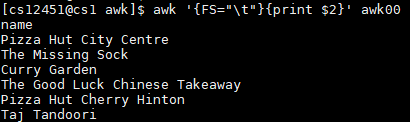 [cs12451@cs1 awk]$ awk '{FS="\t"}{print $2}' awk00
name
Pizza Hut City Centre
The Missing Sock
Curry Garden
The Good Luck Chinese Takeaway
Pizza Hut Cherry Hinton
Taj Tandoori